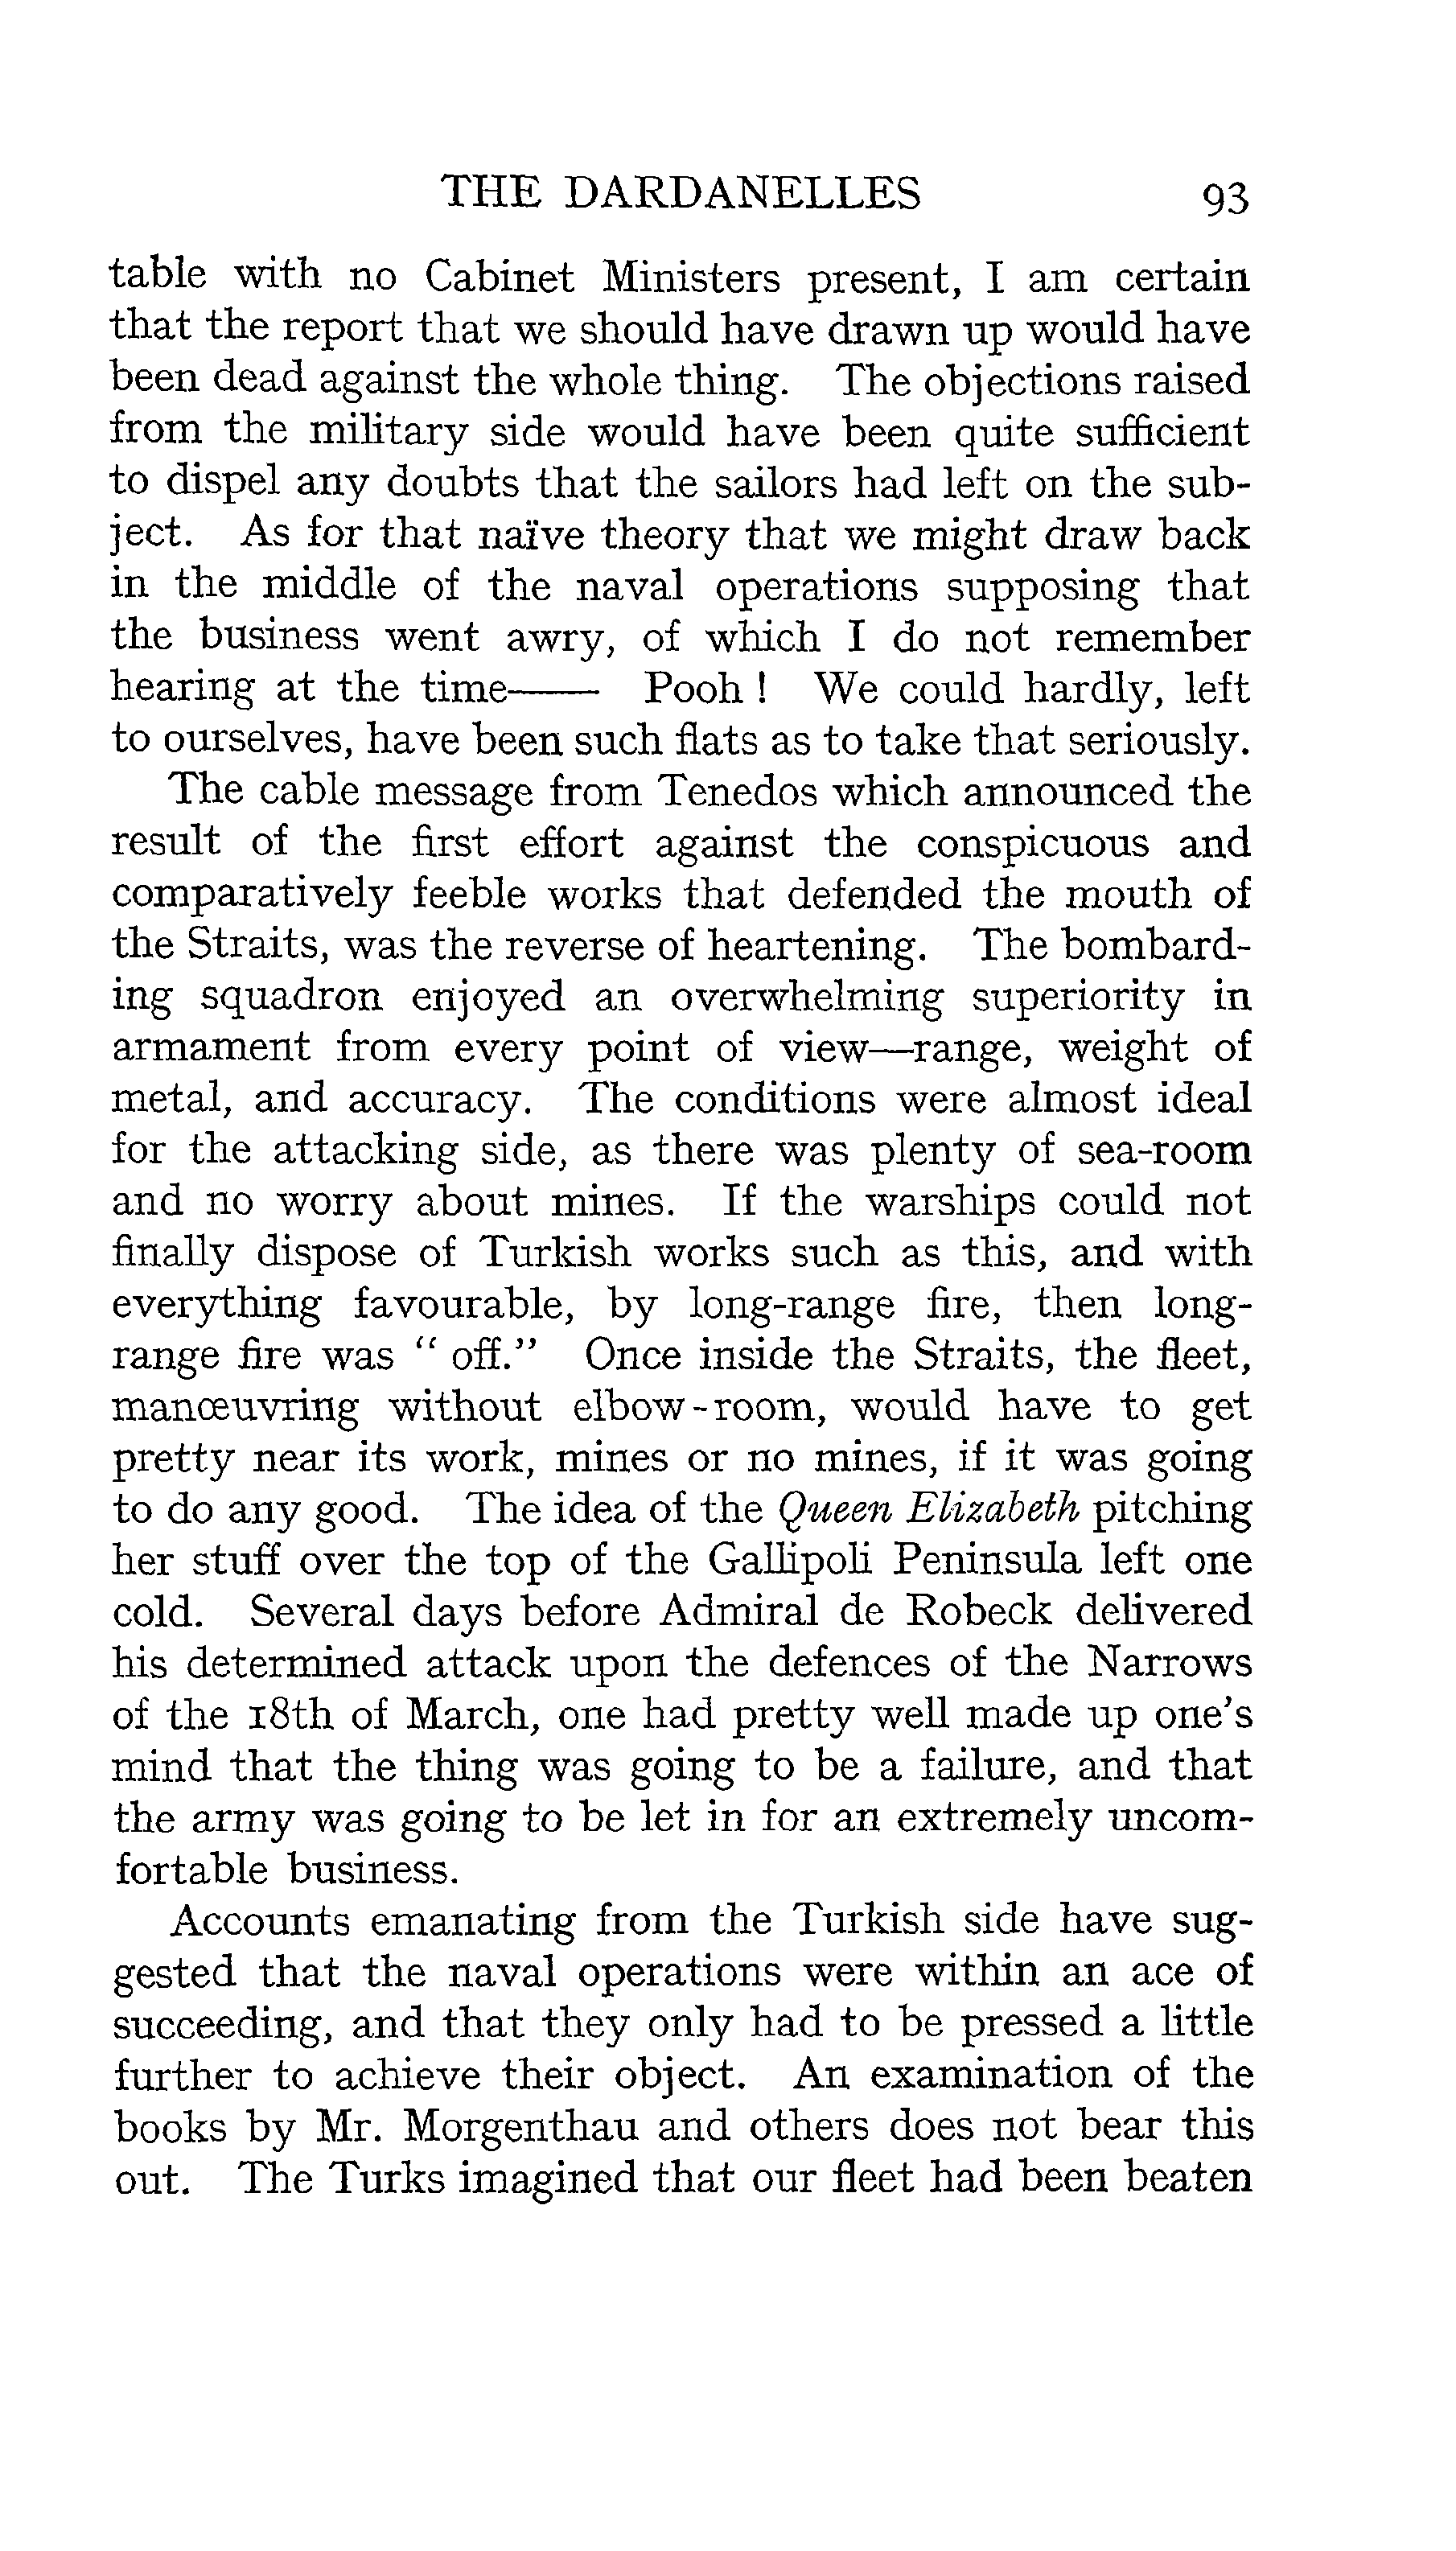 THE DARDANELLES 93
table with no Cabinet Ministers present, I am certain
that the report that we should have drawn up would have
been dead against the whole thing. The objections raised
from the military side would have been quite sufficient
to dispel any doubts that the sailors had left on the sub-
ject. As for that naïve theory that we might draw back
in the middle of the naval operations supposing that
the business went awry, of which I do not remember
hearing at the time—— Pooh ! We could hardly, left
to ourselves, have been such flats as to take that seriously.
The cable message from Tenedos which announced the
result of the first effort against the conspicuous and
comparatively feeble works that defended the mouth of
the Straits, was the reverse of heartening. The bombard-
ing squadron enjoyed an overwhelming superiority in
armament from every point of view—range, weight of
metal, and accuracy. The conditions were almost ideal
for the attacking side, as there was plenty of sea-room
and no worry about mines. If the warships could not
finally dispose of Turkish works such as this, and with
everything favourable, by long-range fire, then long-
range fire was “ off.” Once inside the Straits, the fleet,
manœuvring without elbow-room, would have to get
pretty near its work, mines or no mines, if it was going
to do any good. The idea of the Queen Elizabeth pitching
her stuff over the top of the Gallipoli Peninsula left one
cold. Several days before Admiral de Robeck delivered
his determined attack upon the defences of the Narrows
of the 18th of March, one had pretty well made up one's
mind that the thing was going to be a failure, and that
the army was going to be let in for an extremely uncom-
fortable business.
Accounts emanating from the Turkish side have sug-
gested that the naval operations were within an ace of
succeeding, and that they only had to be pressed a little
further to achieve their object. An examination of the
books by Mr. Morgenthau and others does not bear this
out. The Turks imagined that our fleet had been beaten